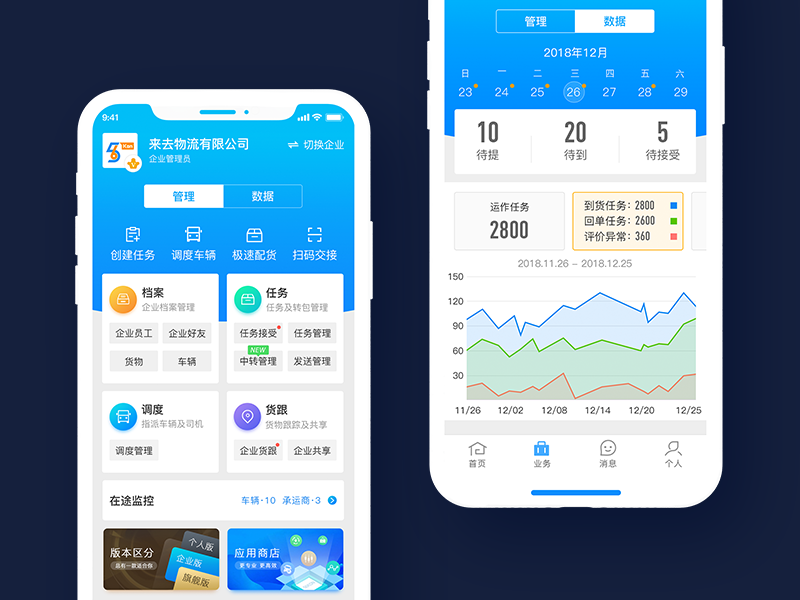 9:41
来去物流有限公司
企业管理员
切换企业
管理
数据
创建任务
调度车辆
极速配货
扫码交接
档案
企业档案管理
企业员工
企业好友
货物
车辆
任务
任务及转包管理
任务接受
任务管理
NEW
中转管理
发送管理
调度
指派车辆及司机
调度管理
货跟
货物跟踪及共享
企业货跟
企业共享
在途监控
车辆·10 承运商·3
版本区分
总有一款适合你
个人版
企业版
旗舰版
应用商店
更专业 更高效
管理
数据
2018年12月
日 一 二 三 四 五 六
23 24 25 26 27 28 29
10
待提
20
待到
5
待接受
运作任务
2800
到货任务: 2800
回单任务: 2600
评价异常: 360
2018.11.26 - 2018.12.25
150
120
90
60
30
11/26 12/02 12/08 12/14 12/20 12/25
首页
业务
消息
个人